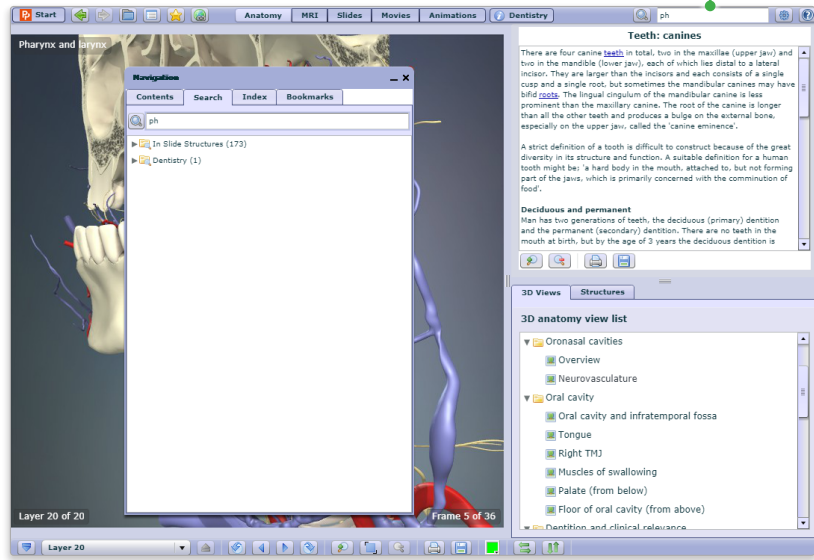 Start
Anatomy MRI Slides Movies Animations Dentistry
ph
Pharynx and larynx
Navigation
Contents Search Index Bookmarks
ph
In Slide Structures (173)
Dentistry (1)
Layer 20 of 20
Frame 5 of 36
Layer 20
Teeth: canines
There are four canine teeth in total, two in the maxillae (upper jaw) and
two in the mandible (lower jaw), each of which lies distal to a lateral
incisor. They are larger than the incisors and each consists of a single
cusp and a single root, but sometimes the mandibular canines may have
bifid roots. The lingual cingulum of the mandibular canine is less
prominent than the maxillary canine. The root of the canine is longer
than all the other teeth and produces a bulge on the external bone,
especially on the upper jaw, called the 'canine eminence'.
A strict definition of a tooth is difficult to construct because of the great
diversity in its structure and function. A suitable definition for a human
tooth might be: 'a hard body in the mouth, attached to, but not forming
part of the jaws, which is primarily concerned with the comminution of
food'.
Deciduous and permanent
Man has two generations of teeth, the deciduous (primary) dentition
and the permanent (secondary) dentition. There are no teeth in the
mouth at birth, but by the age of 3 years the deciduous dentition is
3D Views Structures
3D anatomy view list
Oronasal cavities
Overview
Neurovasculature
Oral cavity
Oral cavity and infratemporal fossa
Tongue
Right TMJ
Muscles of swallowing
Palate (from below)
Floor of oral cavity (from above)
Dentition and clinical relevance